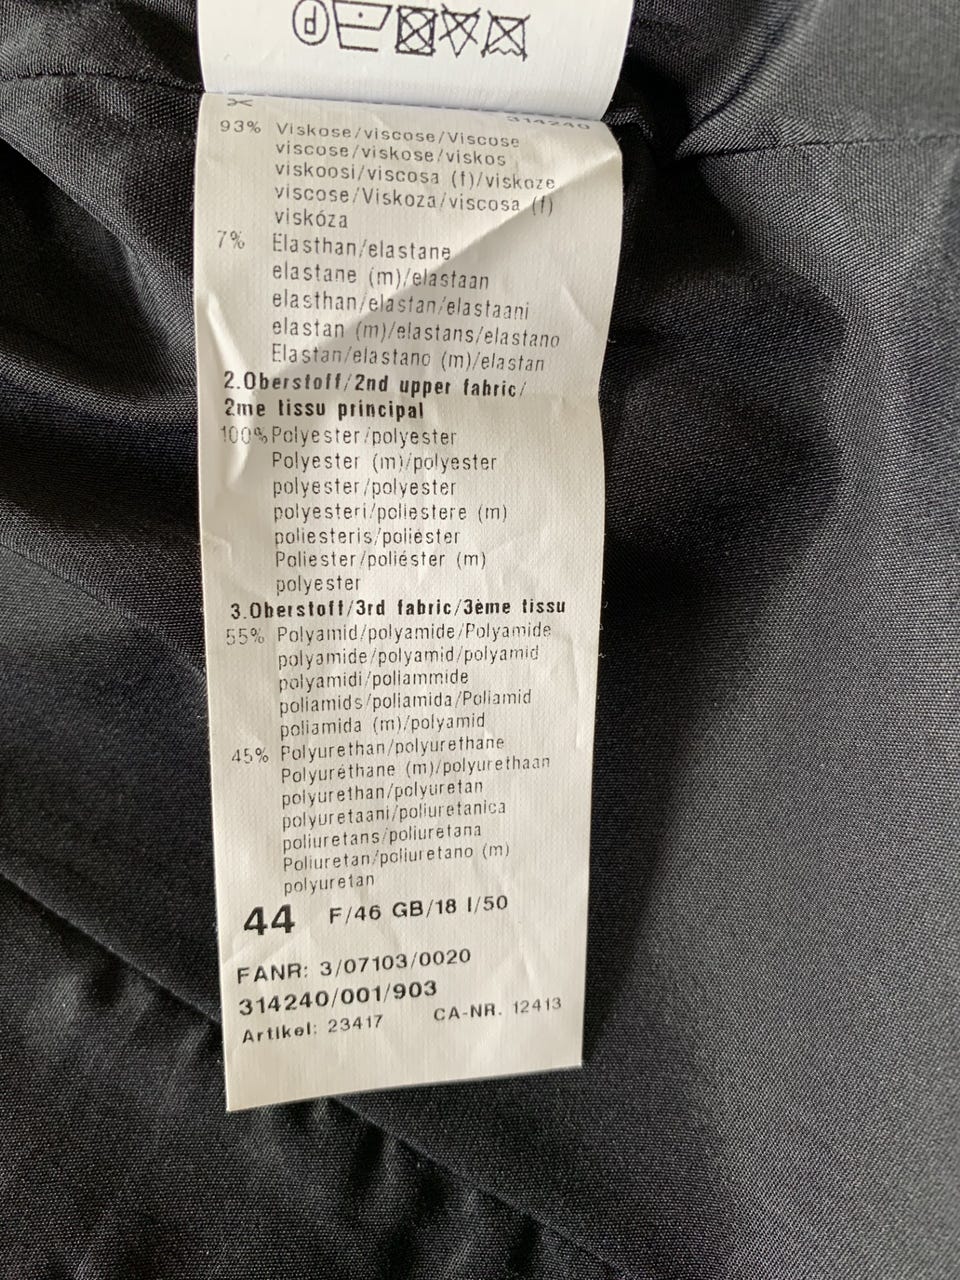 P
314240
93% Viskose/viscose/Viscose
viscose/viskose/viskos
viskoosi/viscosa (f)/viskoze
viscose/Viskoza/viscosa (f)
viskóza
7% Elasthan/elastane
elastane (m)/elastaan
elasthan/elastan/elastaani
elastan (m)/elastans/elastano
Elastan/elastano (m)/elastan
2.Oberstoff/2nd upper fabric/
2me tissu principal
100% Polyester/polyester
Polyester (m)/polyester
polyester/polyester
polyesteri/poliestere (m)
poliesteris/poliéster
Poliester/poliéster (m)
polyester
3.Oberstoff/3rd fabric/3ème tissu
55% Polyamid/polyamide/Polyamide
polyamide/polyamid/polyamid
polyamidi/poliammide
poliamids/poliamida/Poliamid
poliamida (m)/polyamid
45% Polyurethan/polyurethane
Polyuréthane (m)/polyurethaan
polyurethan/polyuretan
polyuretaani/poliuretanica
poliuretans/poliuretana
Poliuretan/poliuretano (m)
polyuretan
44 F/46 GB/18 I/50
FANR: 3/07103/0020
314240/001/903
Artikel: 23417 CA-NR. 12413